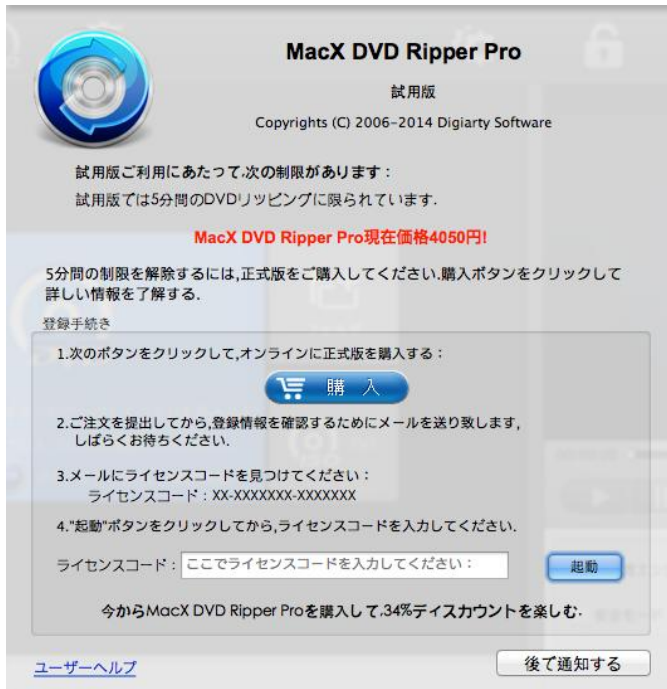 MacX DVD Ripper Pro
試用版
Copyrights (C) 2006-2014 Digiarty Software
試用版ご利用にあたって,次の制限があります：
試用版では5分間のDVDリッピングに限られています.
MacX DVD Ripper Pro現在価格4050円!
5分間の制限を解除するには,正式版をご購入してください.購入ボタンをクリックして
詳しい情報を了解する.
登録手続き
1.次のボタンをクリックして,オンラインに正式版を購入する：
購入
2.ご注文を提出してから,登録情報を確認するためにメールを送り致します,
しばらくお待ちください.
3.メールにライセンスコードを見つけてください：
ライセンスコード：XX-XXXXXXX-XXXXXXX
4."起動"ボタンをクリックしてから,ライセンスコードを入力してください.
ライセンスコード： ここでライセンスコードを入力してください： 起動
今からMacX DVD Ripper Proを購入して,34%ディスカウントを楽しむ.
ユーザーヘルプ 後で通知する